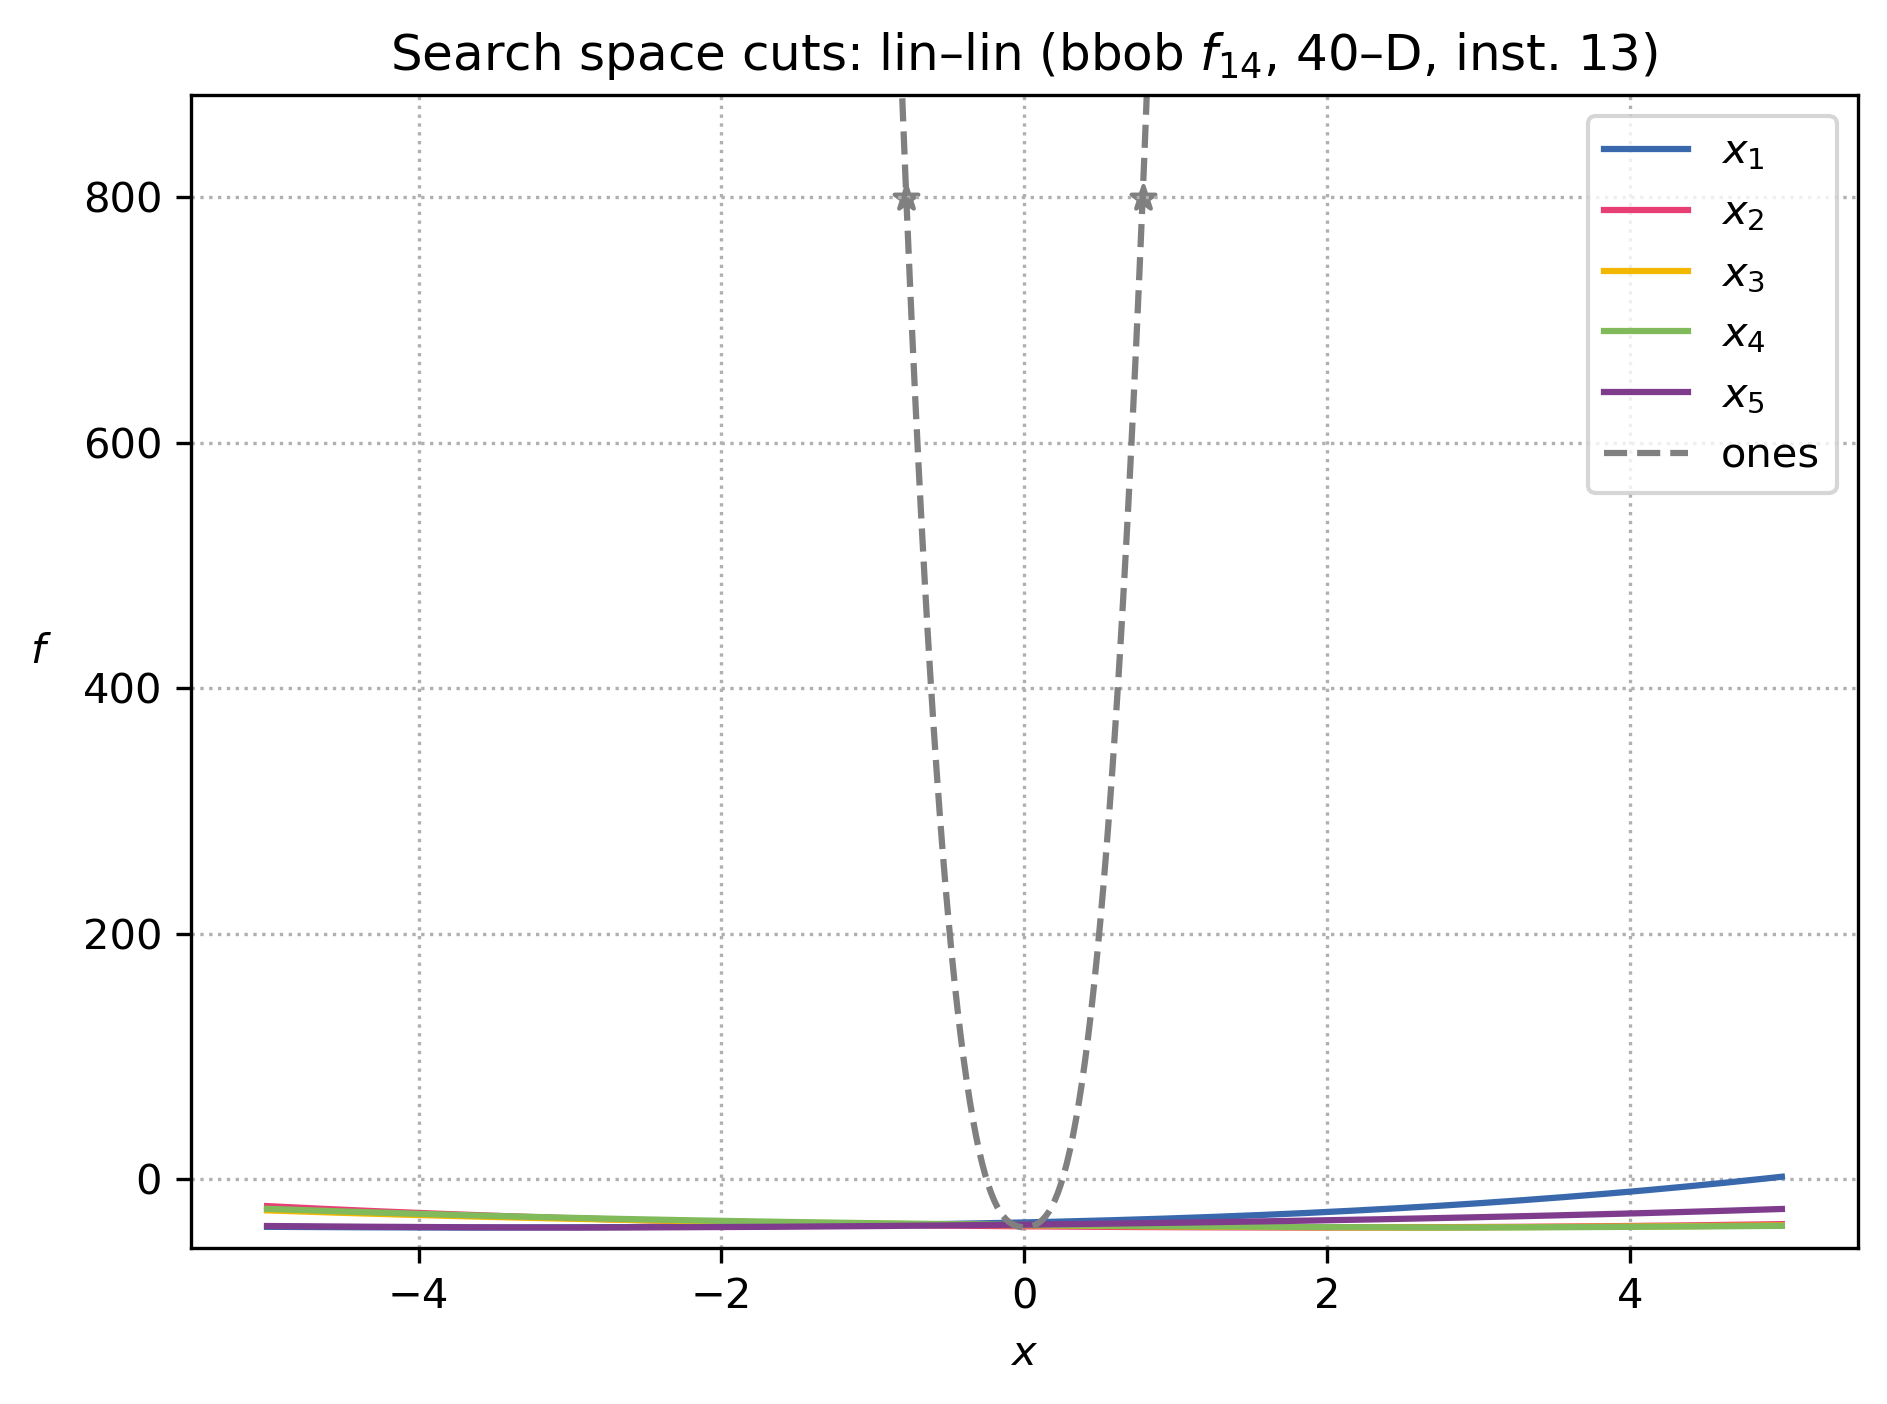 Search space cuts: lin–lin (bbob f₁₄, 40–D, inst. 13)
x₁
x₂
x₃
x₄
x₅
ones
800
600
400
200
0
f
−4 −2 0 2 4
x